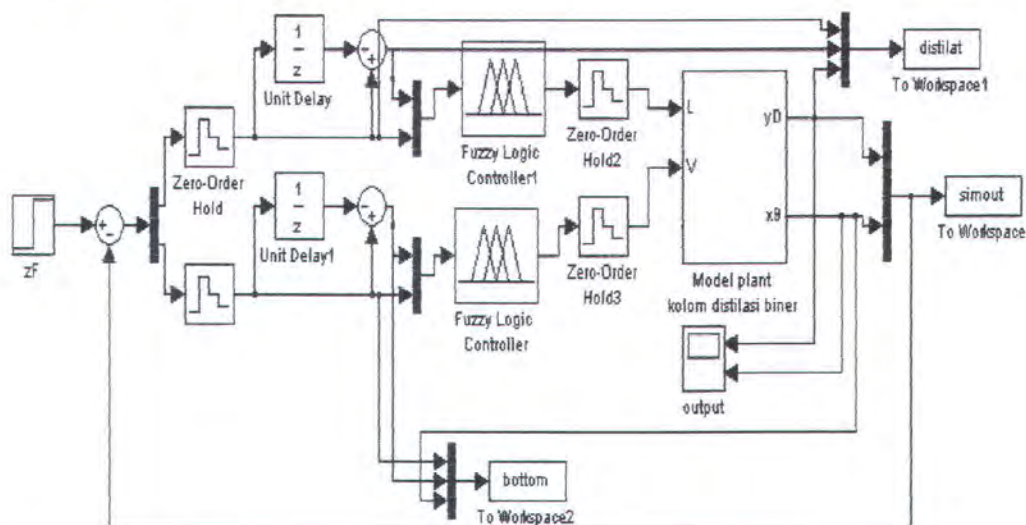 1
z
Unit Delay
Zero-Order
Hold
Fuzzy Logic
Controller1
Zero-Order
Hold2
L
V
yD
x9
Model plant
kolom distilasi biner
distilat
To Workspace1
simout
To Workspace
zF
1
z
Unit Delay1
Fuzzy Logic
Controller
Zero-Order
Hold3
output
bottom
To Workspace2